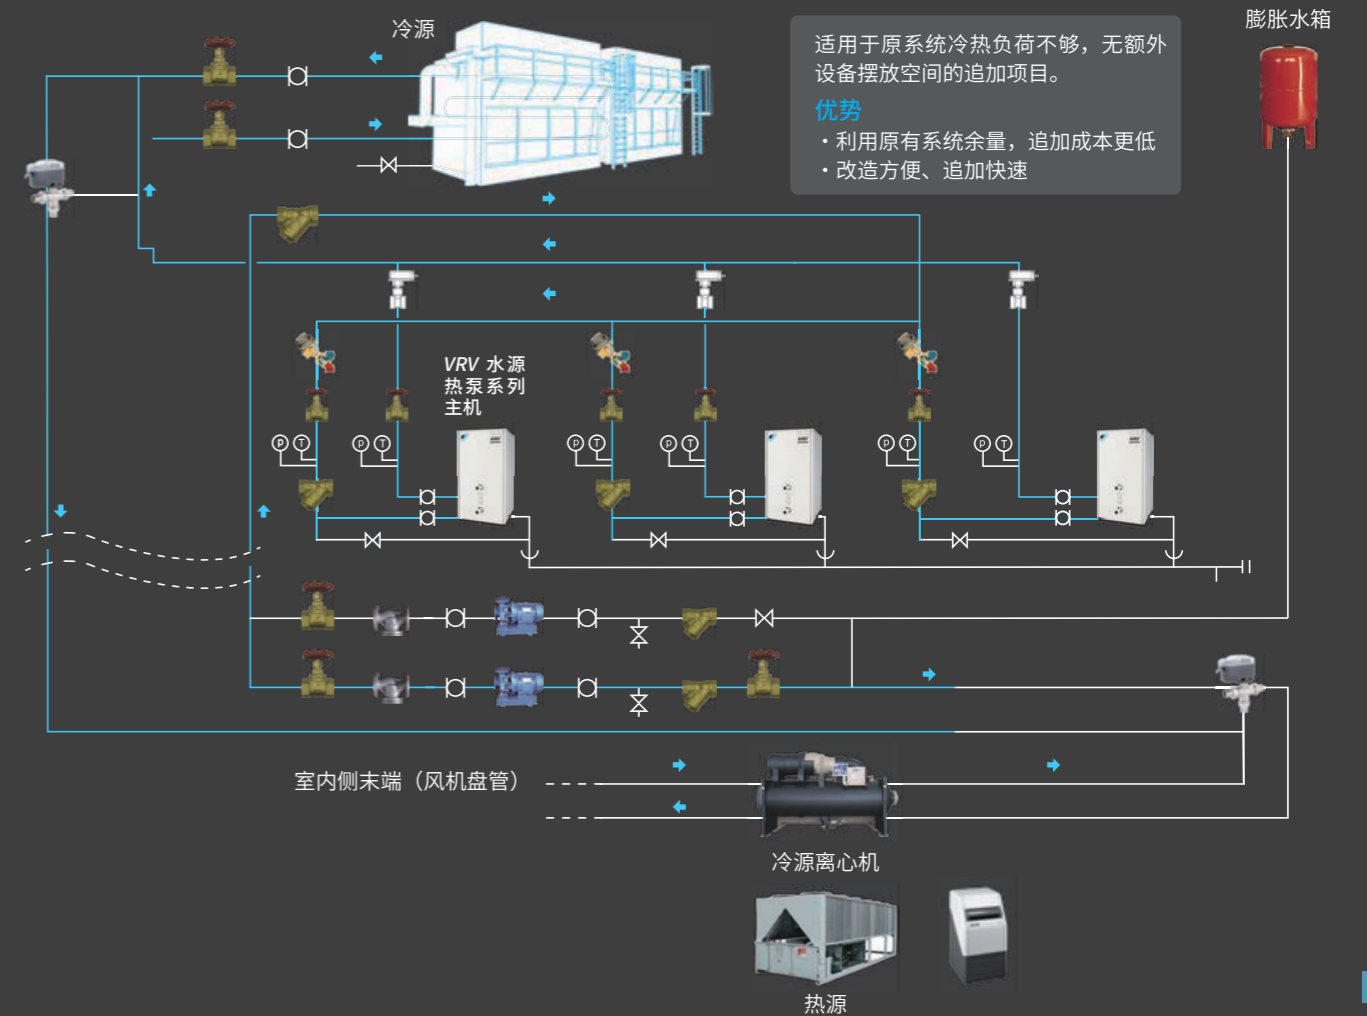 冷源
适用于原系统冷热负荷不够，无额外
设备摆放空间的追加项目。
优势
・利用原有系统余量，追加成本更低
・改造方便、追加快速
膨胀水箱
VRV 水源
热泵系列
主机
P T
P T
P T
P T
P T
P T
室内侧末端（风机盘管）
冷源离心机
热源